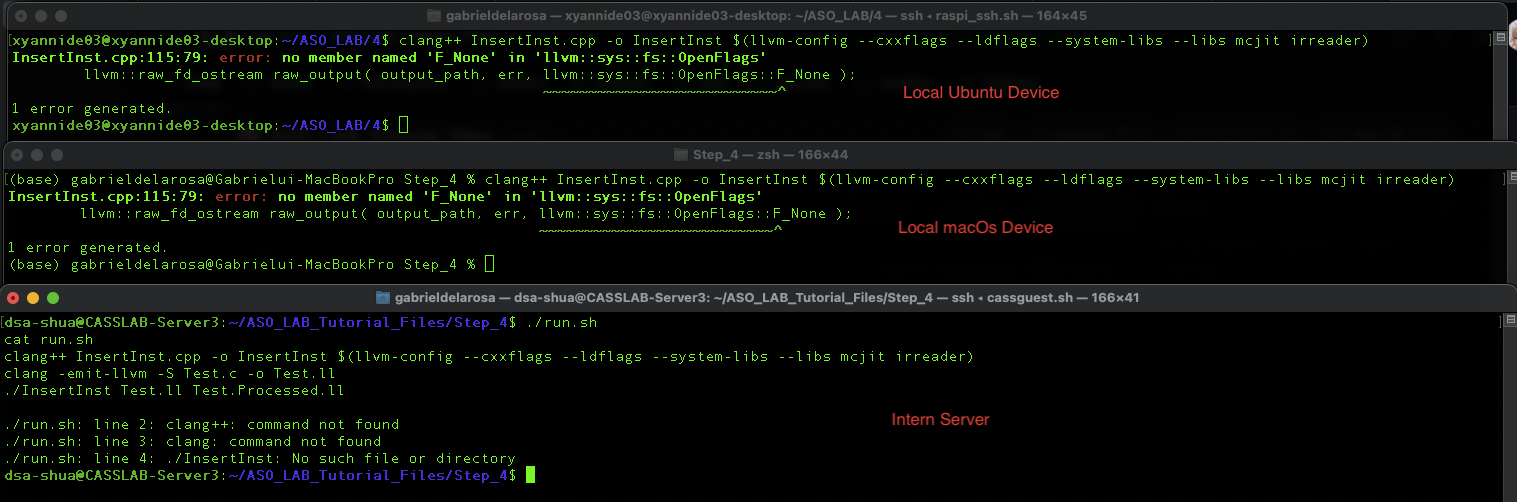 gabrieldelarosa — xyannide03@xyannide03-desktop: ~/ASO_LAB/4 — ssh ◂ raspi_ssh.sh — 164×45
[xyannide03@xyannide03-desktop:~/ASO_LAB/4$ clang++ InsertInst.cpp -o InsertInst $(llvm-config --cxxflags --ldflags --system-libs --libs mcjit irreader) ]
InsertInst.cpp:115:79: error: no member named 'F_None' in 'llvm::sys::fs::OpenFlags'
        llvm::raw_fd_ostream raw_output( output_path, err, llvm::sys::fs::OpenFlags::F_None );
                                                           ~~~~~~~~~~~~~~~~~~~~~~~~~~^
Local Ubuntu Device
1 error generated.
xyannide03@xyannide03-desktop:~/ASO_LAB/4$
Step_4 — zsh — 166×44
[(base) gabrieldelarosa@Gabrielui-MacBookPro Step_4 % clang++ InsertInst.cpp -o InsertInst $(llvm-config --cxxflags --ldflags --system-libs --libs mcjit irreader) ]
InsertInst.cpp:115:79: error: no member named 'F_None' in 'llvm::sys::fs::OpenFlags'
        llvm::raw_fd_ostream raw_output( output_path, err, llvm::sys::fs::OpenFlags::F_None );
                                                           ~~~~~~~~~~~~~~~~~~~~~~~~~~^
Local macOs Device
1 error generated.
(base) gabrieldelarosa@Gabrielui-MacBookPro Step_4 %
gabrieldelarosa — dsa-shua@CASSLAB-Server3: ~/ASO_LAB_Tutorial_Files/Step_4 — ssh ◂ cassguest.sh — 166×41
[dsa-shua@CASSLAB-Server3:~/ASO_LAB_Tutorial_Files/Step_4$ ./run.sh ]
cat run.sh
clang++ InsertInst.cpp -o InsertInst $(llvm-config --cxxflags --ldflags --system-libs --libs mcjit irreader)
clang -emit-llvm -S Test.c -o Test.ll
./InsertInst Test.ll Test.Processed.ll
Intern Server
./run.sh: line 2: clang++: command not found
./run.sh: line 3: clang: command not found
./run.sh: line 4: ./InsertInst: No such file or directory
dsa-shua@CASSLAB-Server3:~/ASO_LAB_Tutorial_Files/Step_4$